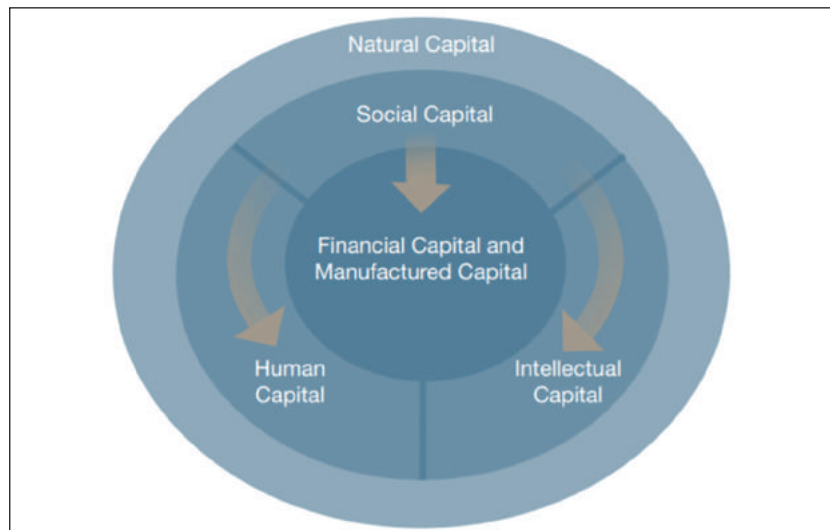 Natural Capital
Social Capital
Financial Capital and
Manufactured Capital
Human
Capital
Intellectual
Capital